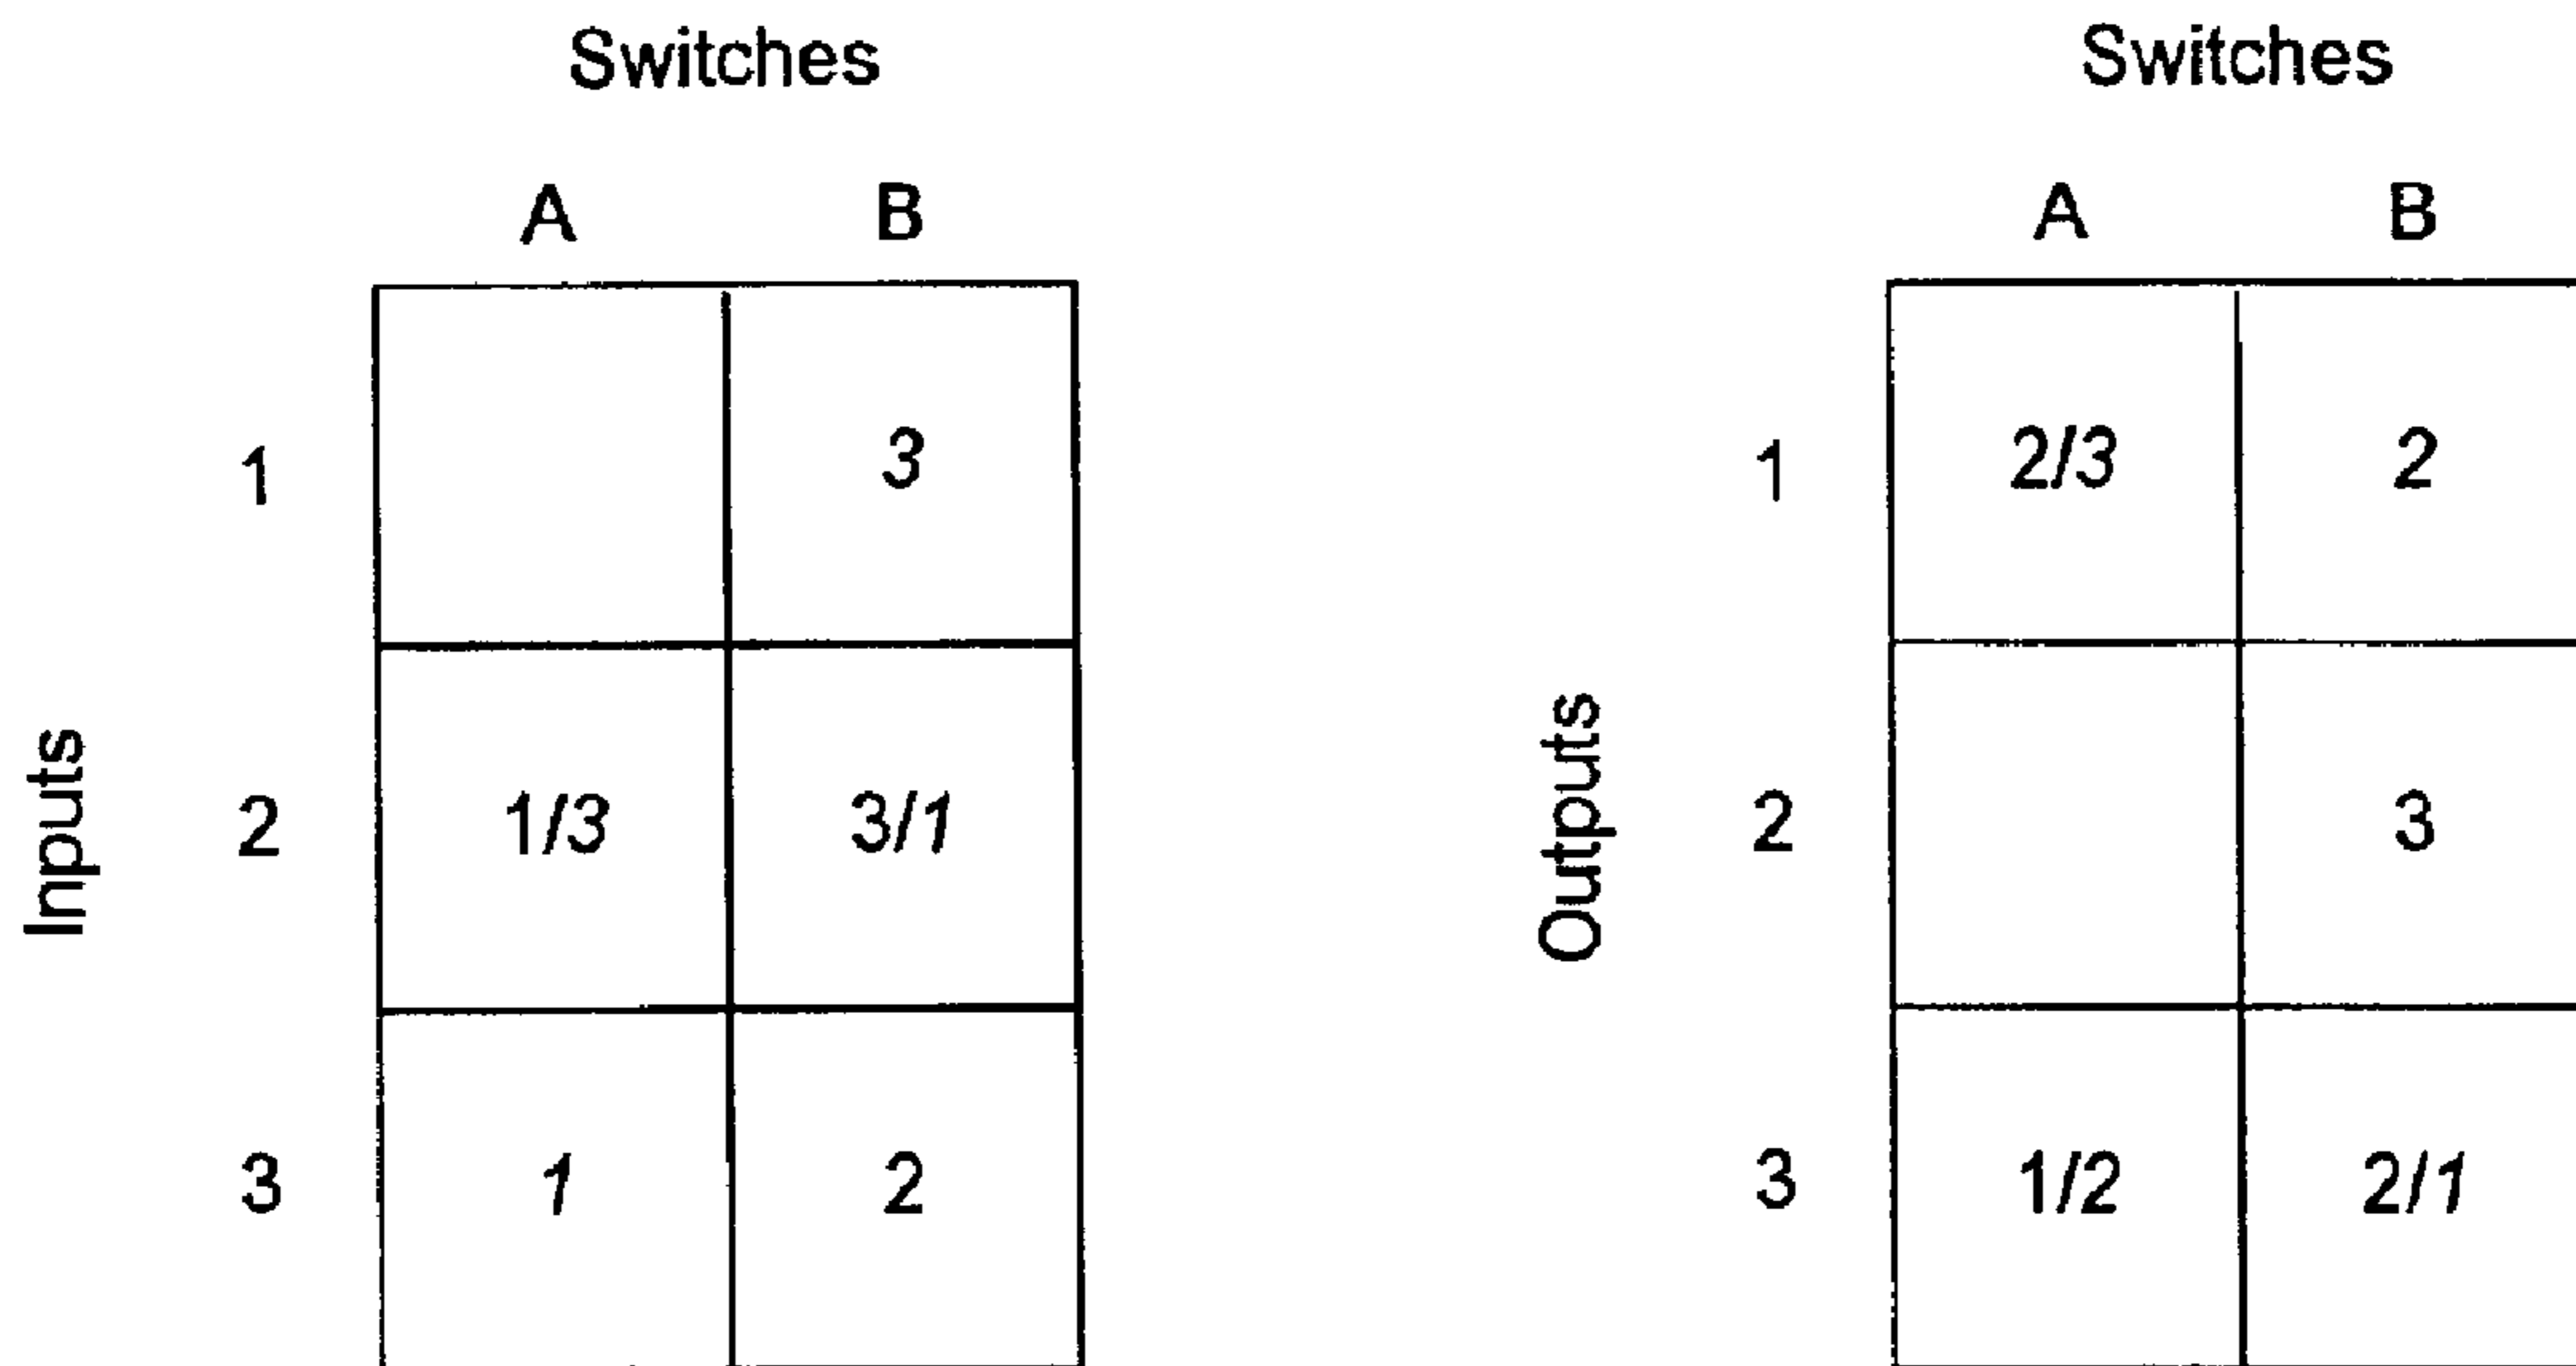 Switches
A B
1 3
Inputs 2 1/3 3/1
3 1 2
Switches
A B
1 2/3 2
Outputs 2 3
3 1/2 2/1